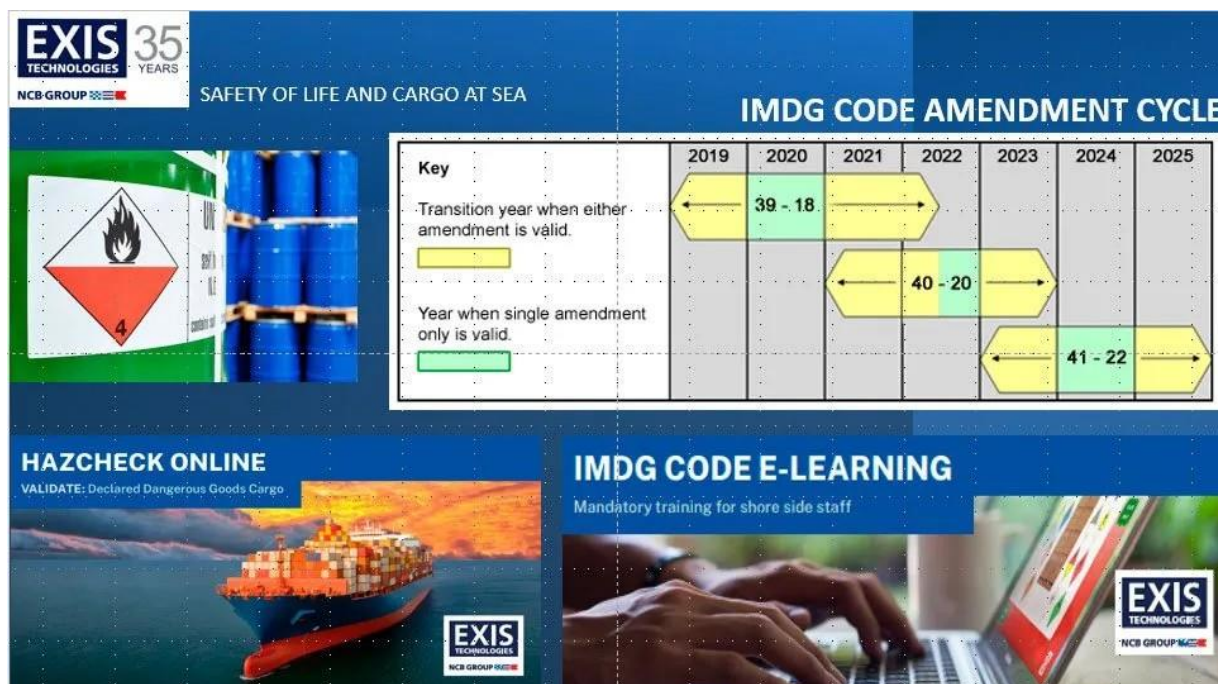 EXIS
TECHNOLOGIES
35
YEARS
NCB GROUP
SAFETY OF LIFE AND CARGO AT SEA
IMDG CODE AMENDMENT CYCLE
4
Key
Transition year when either
amendment is valid.
Year when single amendment
only is valid.
2019 2020 2021 2022 2023 2024 2025
39 - 18
40 - 20
41 - 22
HAZCHECK ONLINE
VALIDATE: Declared Dangerous Goods Cargo
EXIS
TECHNOLOGIES
NCB GROUP
IMDG CODE E-LEARNING
Mandatory training for shore side staff
EXIS
TECHNOLOGIES
NCB GROUP